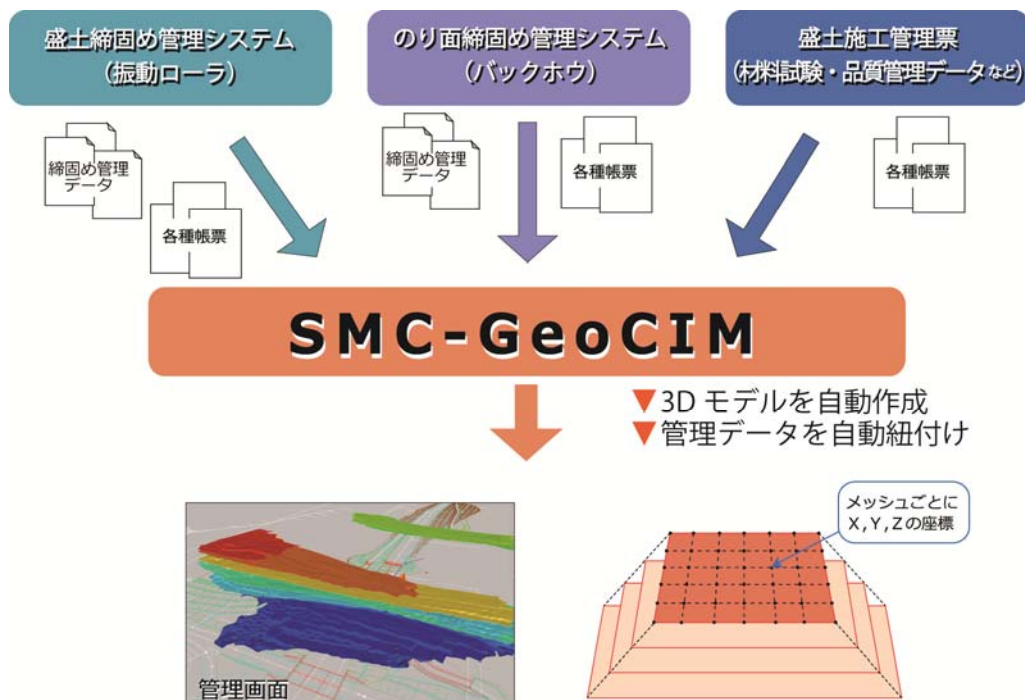 盛土締固め管理システム
（振動ローラ）
のり面締固め管理システム
（バックホウ）
盛土施工管理票
（材料試験・品質管理データなど）
締固め管理
データ
各種帳票
締固め管理
データ
各種帳票
各種帳票
SMC-GeoCIM
▼3Dモデルを自動作成
▼管理データを自動紐付け
メッシュごとに
X,Y,Zの座標
管理画面